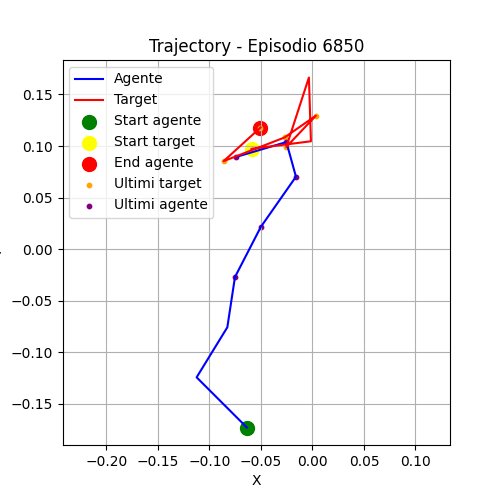 Trajectory - Episodio 6850
Agente
Target
Start agente
Start target
End agente
Ultimi target
Ultimi agente
0.15
0.10
0.05
0.00
−0.05
−0.10
−0.15
−0.20
−0.15
−0.10
−0.05
0.00
0.05
0.10
X